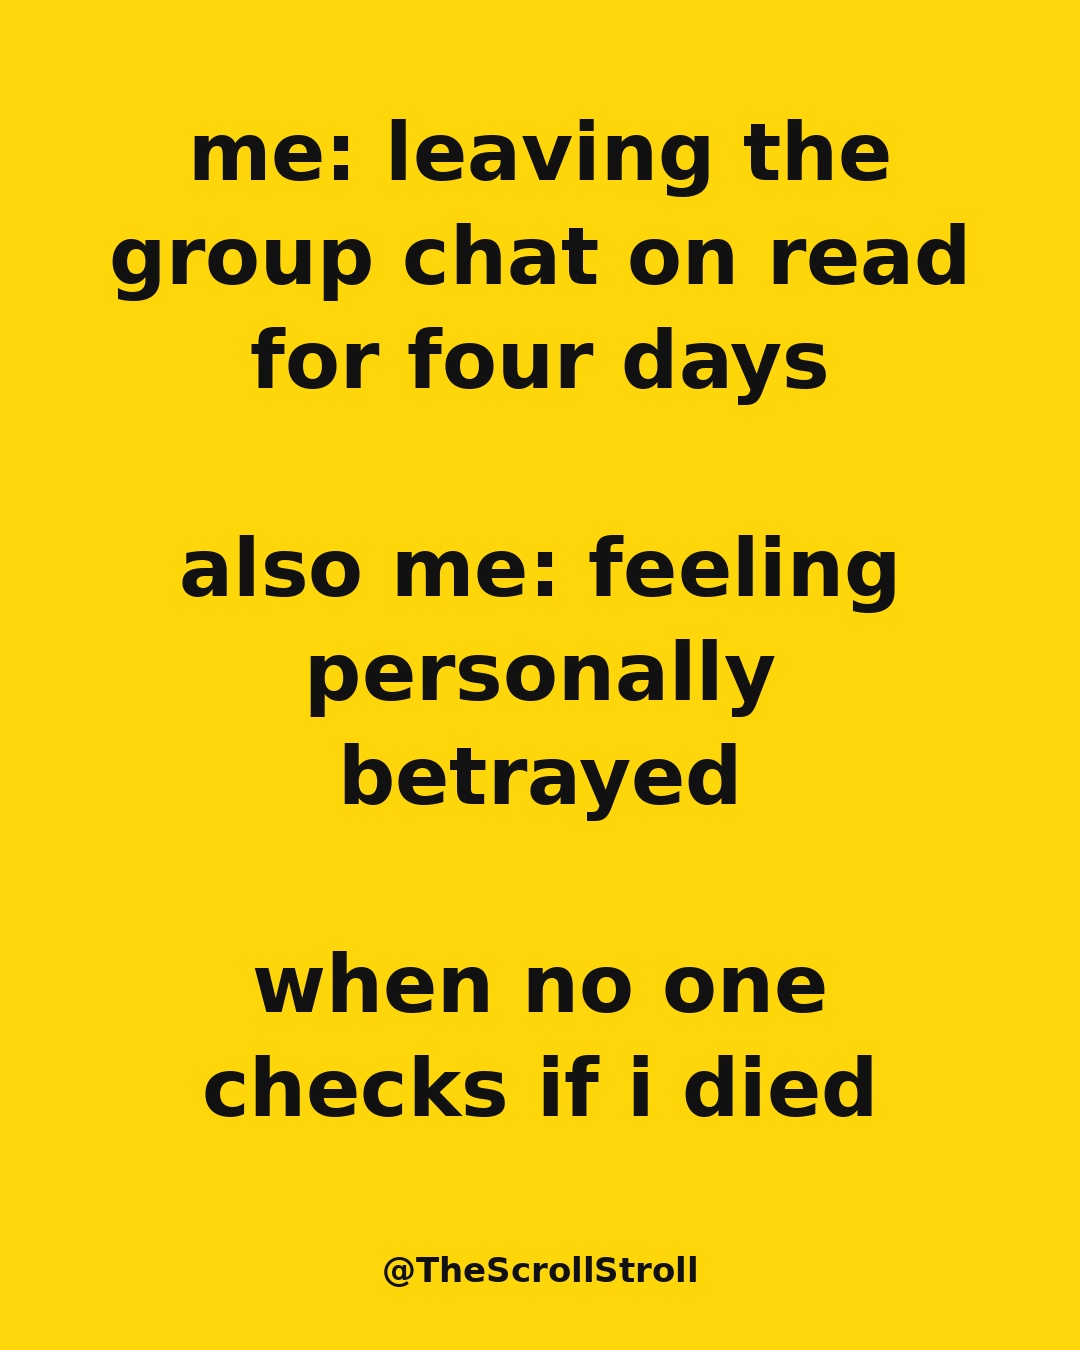 me: leaving the
group chat on read
for four days
also me: feeling
personally
betrayed
when no one
checks if i died
@TheScrollStroll